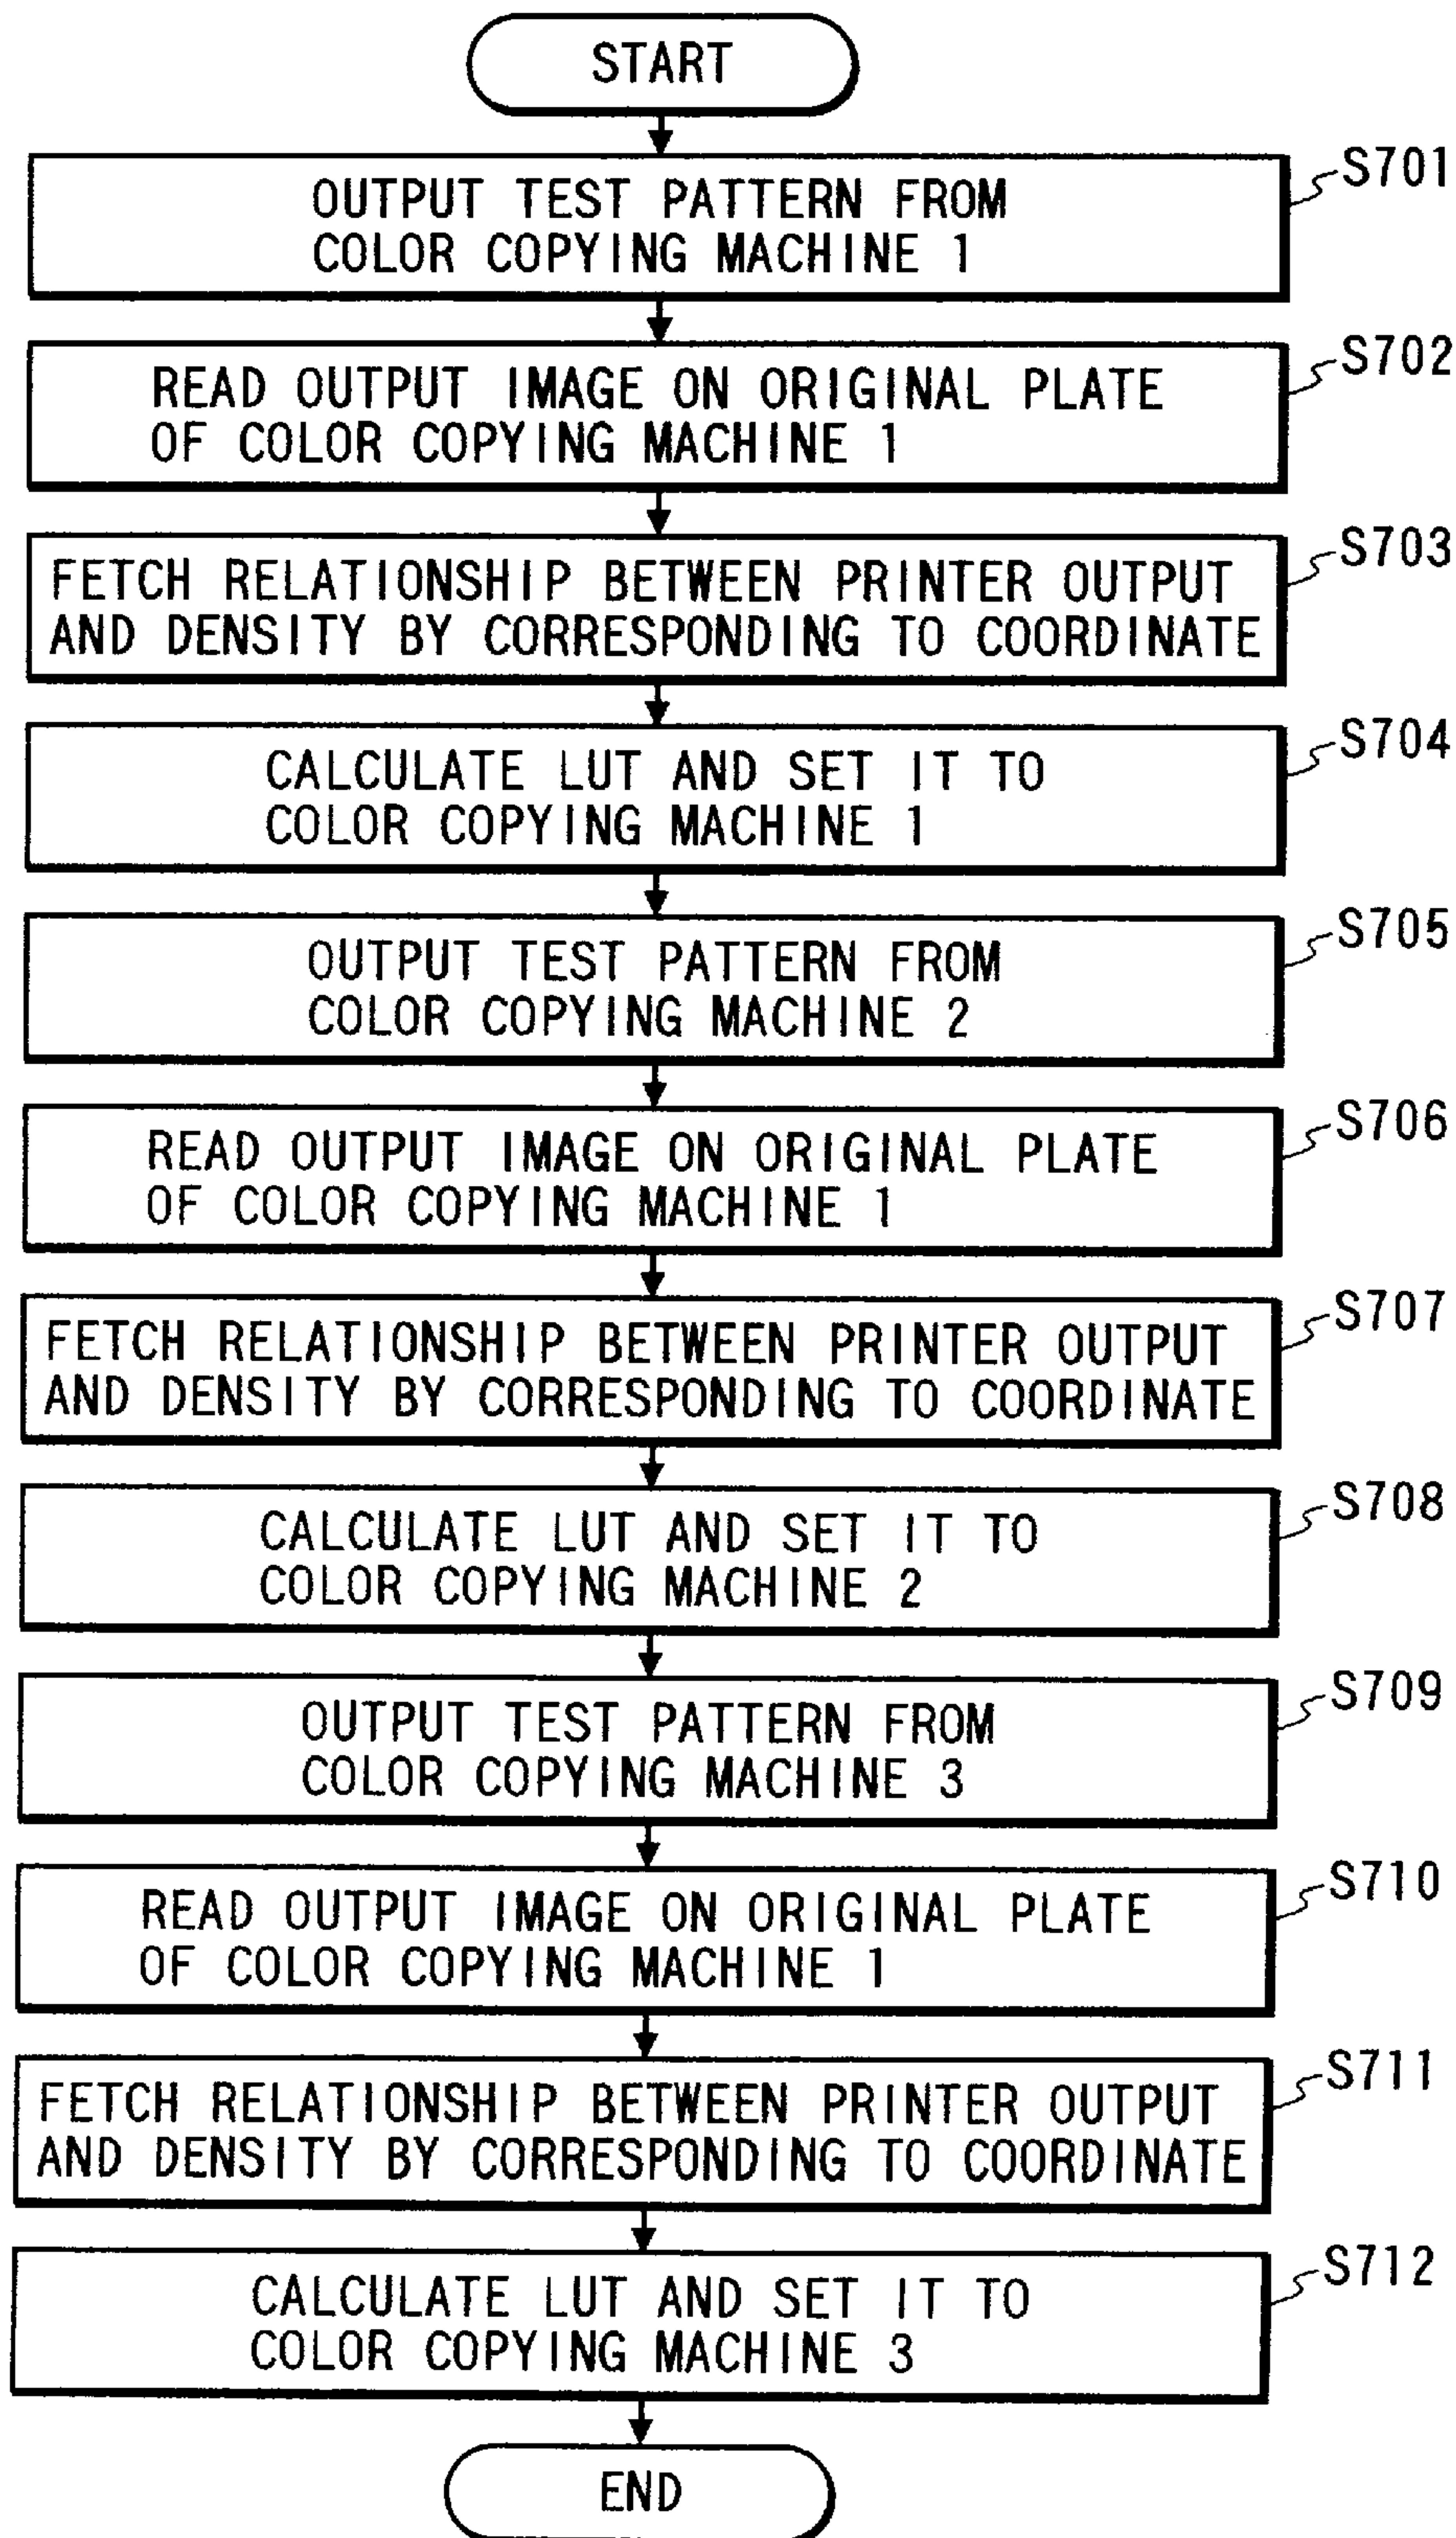 START
S701
OUTPUT TEST PATTERN FROM
COLOR COPYING MACHINE 1
S702
READ OUTPUT IMAGE ON ORIGINAL PLATE
OF COLOR COPYING MACHINE 1
S703
FETCH RELATIONSHIP BETWEEN PRINTER OUTPUT
AND DENSITY BY CORRESPONDING TO COORDINATE
S704
CALCULATE LUT AND SET IT TO
COLOR COPYING MACHINE 1
S705
OUTPUT TEST PATTERN FROM
COLOR COPYING MACHINE 2
S706
READ OUTPUT IMAGE ON ORIGINAL PLATE
OF COLOR COPYING MACHINE 1
S707
FETCH RELATIONSHIP BETWEEN PRINTER OUTPUT
AND DENSITY BY CORRESPONDING TO COORDINATE
S708
CALCULATE LUT AND SET IT TO
COLOR COPYING MACHINE 2
S709
OUTPUT TEST PATTERN FROM
COLOR COPYING MACHINE 3
S710
READ OUTPUT IMAGE ON ORIGINAL PLATE
OF COLOR COPYING MACHINE 1
S711
FETCH RELATIONSHIP BETWEEN PRINTER OUTPUT
AND DENSITY BY CORRESPONDING TO COORDINATE
S712
CALCULATE LUT AND SET IT TO
COLOR COPYING MACHINE 3
END